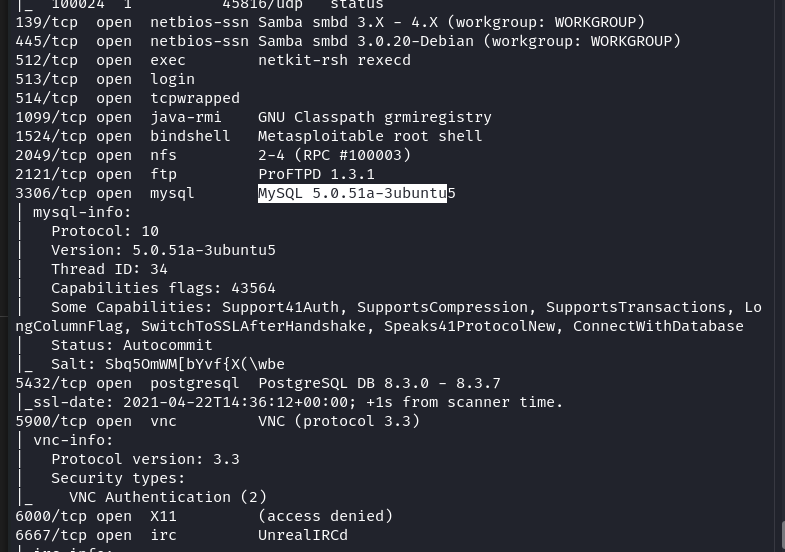 |_  100024  1          45816/udp   status
139/tcp  open  netbios-ssn Samba smbd 3.X - 4.X (workgroup: WORKGROUP)
445/tcp  open  netbios-ssn Samba smbd 3.0.20-Debian (workgroup: WORKGROUP)
512/tcp  open  exec        netkit-rsh rexecd
513/tcp  open  login
514/tcp  open  tcpwrapped
1099/tcp open  java-rmi    GNU Classpath grmiregistry
1524/tcp open  bindshell   Metasploitable root shell
2049/tcp open  nfs         2-4 (RPC #100003)
2121/tcp open  ftp         ProFTPD 1.3.1
3306/tcp open  mysql       MySQL 5.0.51a-3ubuntu5
| mysql-info:
|   Protocol: 10
|   Version: 5.0.51a-3ubuntu5
|   Thread ID: 34
|   Capabilities flags: 43564
|   Some Capabilities: Support41Auth, SupportsCompression, SupportsTransactions, Lo
ngColumnFlag, SwitchToSSLAfterHandshake, Speaks41ProtocolNew, ConnectWithDatabase
|   Status: Autocommit
|_  Salt: Sbq5OmWM[bYvf{X(\wbe
5432/tcp open  postgresql  PostgreSQL DB 8.3.0 - 8.3.7
|_ssl-date: 2021-04-22T14:36:12+00:00; +1s from scanner time.
5900/tcp open  vnc         VNC (protocol 3.3)
| vnc-info:
|   Protocol version: 3.3
|   Security types:
|_    VNC Authentication (2)
6000/tcp open  X11         (access denied)
6667/tcp open  irc         UnrealIRCd
| irc-info: